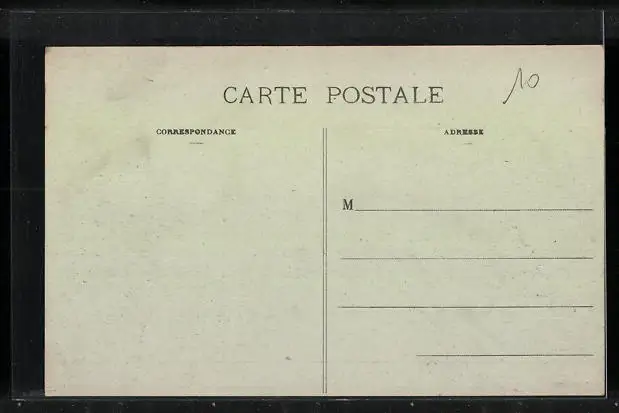 CARTE POSTALE
10
CORRESPONDANCE
ADRESSE
M